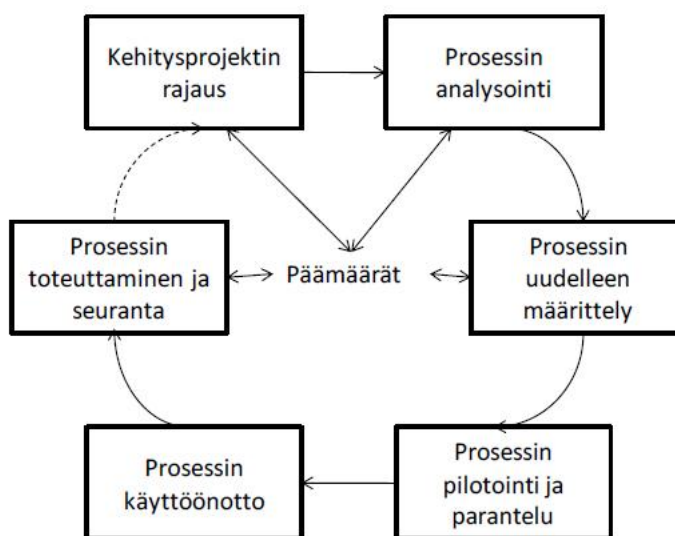 Kehitysprojektin
rajaus
Prosessin
analysointi
Prosessin
toteuttaminen ja
seuranta
Päämäärät
Prosessin
uudelleen
määrittely
Prosessin
käyttöönotto
Prosessin
pilotointi ja
parantelu